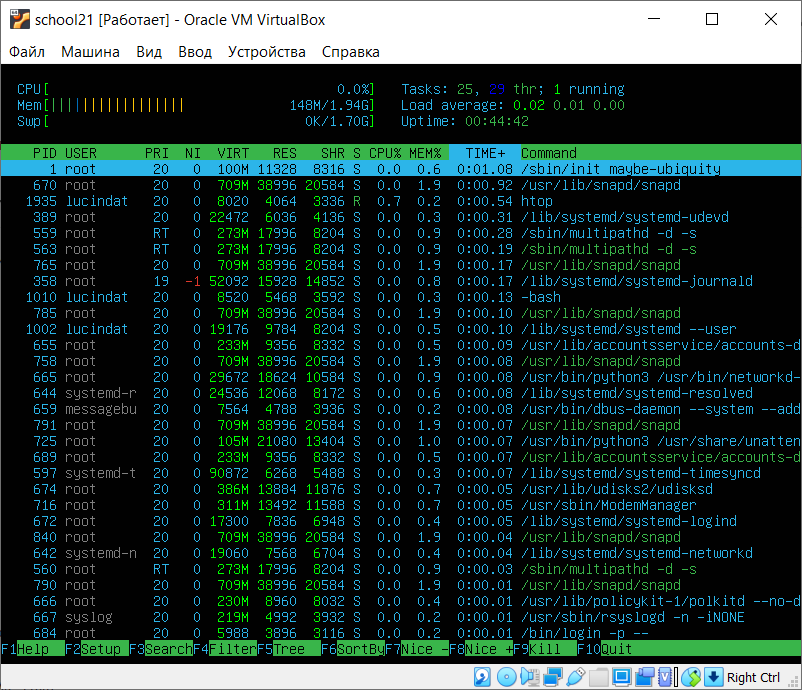 school21 [Работает] - Oracle VM VirtualBox
Файл Машина Вид Ввод Устройства Справка
CPU[ 0.0%] Tasks: 25, 29 thr; 1 running
Mem[||||||||||||||||| 148M/1.94G] Load average: 0.02 0.01 0.00
Swp[ 0K/1.70G] Uptime: 00:44:42
PID USER PRI NI VIRT RES SHR S CPU% MEM% TIME+ Command
1 root 20 0 100M 11328 8316 S 0.0 0.6 0:01.08 /sbin/init maybe-ubiquity
670 root 20 0 709M 38996 20584 S 0.0 1.9 0:00.92 /usr/lib/snapd/snapd
1935 lucindat 20 0 8020 4064 3336 R 0.7 0.2 0:00.54 htop
389 root 20 0 22472 6036 4136 S 0.0 0.3 0:00.31 /lib/systemd/systemd-udevd
559 root RT 0 273M 17996 8204 S 0.0 0.9 0:00.28 /sbin/multipathd -d -s
563 root RT 0 273M 17996 8204 S 0.0 0.9 0:00.19 /sbin/multipathd -d -s
765 root 20 0 709M 38996 20584 S 0.0 1.9 0:00.17 /usr/lib/snapd/snapd
358 root 19 -1 52092 15928 14852 S 0.0 0.8 0:00.17 /lib/systemd/systemd-journald
1010 lucindat 20 0 8520 5468 3592 S 0.0 0.3 0:00.13 -bash
785 root 20 0 709M 38996 20584 S 0.0 1.9 0:00.10 /usr/lib/snapd/snapd
1002 lucindat 20 0 19176 9784 8204 S 0.0 0.5 0:00.10 /lib/systemd/systemd --user
655 root 20 0 233M 9356 8332 S 0.0 0.5 0:00.09 /usr/lib/accountsservice/accounts-d
758 root 20 0 709M 38996 20584 S 0.0 1.9 0:00.08 /usr/lib/snapd/snapd
665 root 20 0 29672 18624 10584 S 0.0 0.9 0:00.08 /usr/bin/python3 /usr/bin/networkd-
644 systemd-r 20 0 24536 12068 8172 S 0.0 0.6 0:00.08 /lib/systemd/systemd-resolved
659 messagebu 20 0 7564 4788 3936 S 0.0 0.2 0:00.08 /usr/bin/dbus-daemon --system --add
791 root 20 0 709M 38996 20584 S 0.0 1.9 0:00.08 /usr/lib/snapd/snapd
725 root 20 0 105M 21080 13404 S 0.0 1.0 0:00.07 /usr/bin/python3 /usr/share/unatten
689 root 20 0 233M 9356 8332 S 0.0 0.5 0:00.07 /usr/lib/accountsservice/accounts-d
597 systemd-t 20 0 90872 6268 5488 S 0.0 0.3 0:00.07 /lib/systemd/systemd-timesyncd
674 root 20 0 386M 13884 11876 S 0.0 0.7 0:00.05 /usr/lib/udisks2/udisksd
716 root 20 0 311M 13492 11588 S 0.0 0.7 0:00.05 /usr/sbin/ModemManager
672 root 20 0 17300 7836 6948 S 0.0 0.4 0:00.05 /lib/systemd/systemd-logind
840 root 20 0 709M 38996 20584 S 0.0 1.9 0:00.04 /usr/lib/snapd/snapd
642 systemd-n 20 0 19060 7568 6704 S 0.0 0.4 0:00.04 /lib/systemd/systemd-networkd
560 root RT 0 273M 17996 8204 S 0.0 0.9 0:00.03 /sbin/multipathd -d -s
790 root 20 0 709M 38996 20584 S 0.0 1.9 0:00.01 /usr/lib/snapd/snapd
666 root 20 0 230M 8960 8032 S 0.0 0.4 0:00.01 /usr/lib/policykit-1/polkitd --no-d
667 syslog 20 0 219M 4992 3932 S 0.0 0.2 0:00.01 /usr/sbin/rsyslogd -n -iNONE
684 root 20 0 5988 3896 3116 S 0.0 0.2 0:00.01 /bin/login -p --
F1Help F2Setup F3SearchF4FilterF5Tree F6SortByF7Nice -F8Nice +F9Kill F10Quit
Right Ctrl